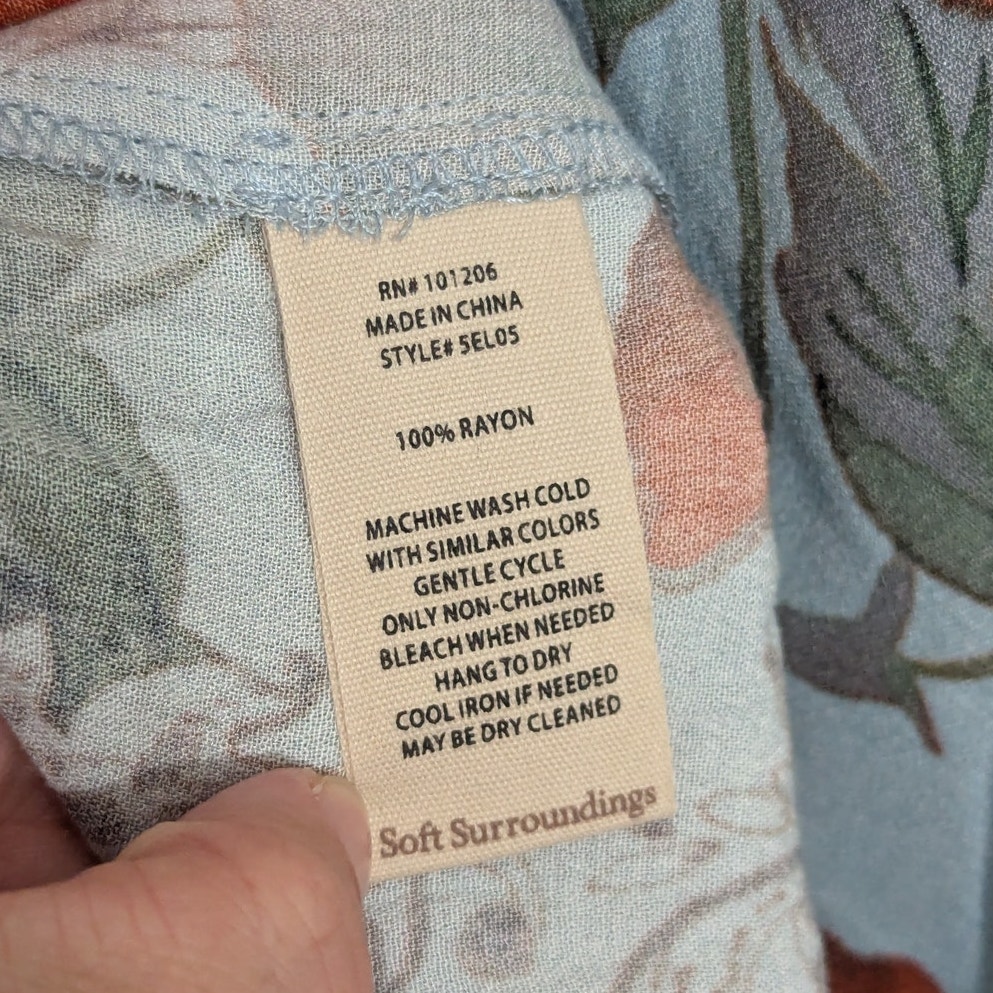 RN# 101206
MADE IN CHINA
STYLE# 5EL05
100% RAYON
MACHINE WASH COLD
WITH SIMILAR COLORS
GENTLE CYCLE
ONLY NON-CHLORINE
BLEACH WHEN NEEDED
HANG TO DRY
COOL IRON IF NEEDED
MAY BE DRY CLEANED
Soft Surroundings